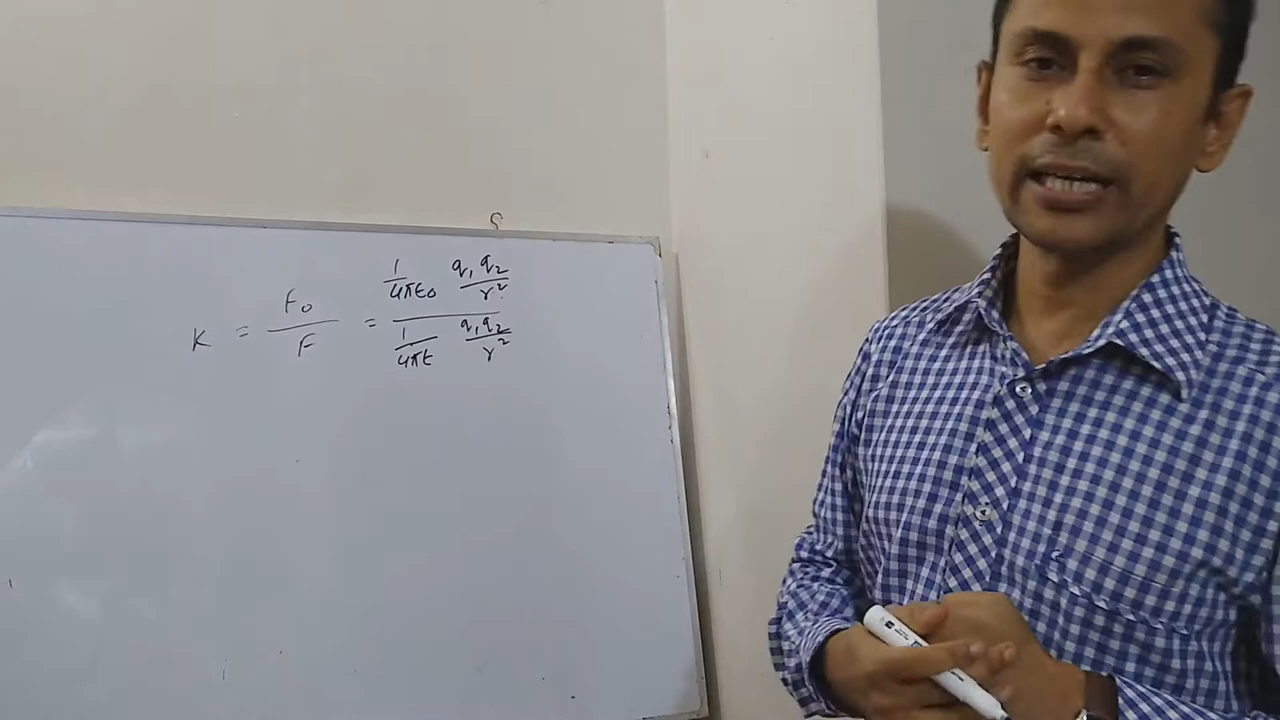 K = F₀/F = (1/4πε₀ q₁q₂/r²)/(1/4πε q₁q₂/r²)